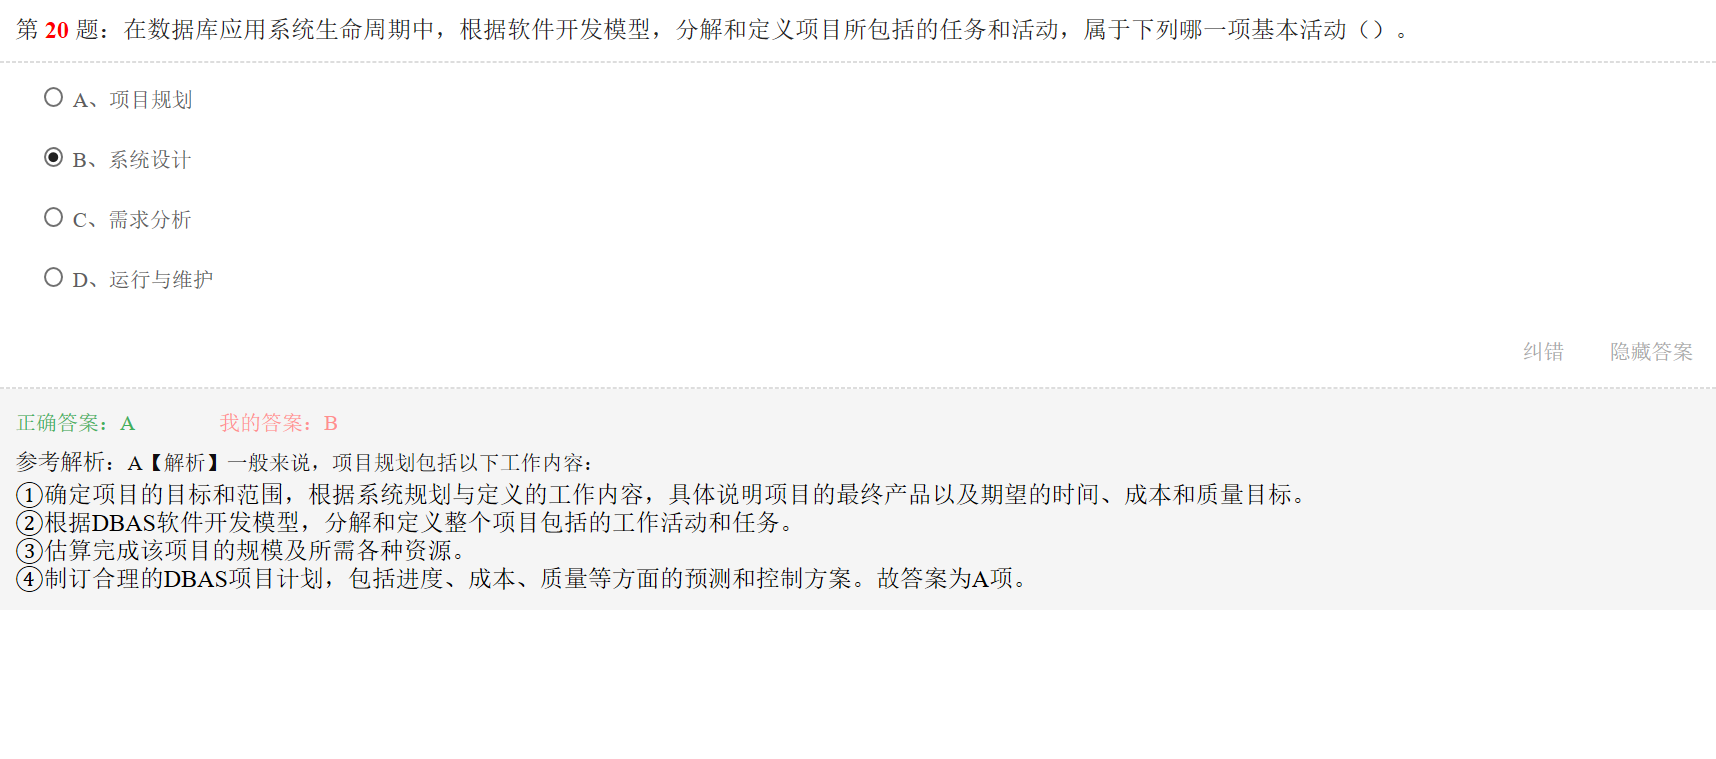 第 20 题：在数据库应用系统生命周期中，根据软件开发模型，分解和定义项目所包括的任务和活动，属于下列哪一项基本活动（）。
A、项目规划
B、系统设计
C、需求分析
D、运行与维护
纠错 隐藏答案
正确答案：A 我的答案：B
参考解析：A【解析】一般来说，项目规划包括以下工作内容：
①确定项目的目标和范围，根据系统规划与定义的工作内容，具体说明项目的最终产品以及期望的时间、成本和质量目标。
②根据DBAS软件开发模型，分解和定义整个项目包括的工作活动和任务。
③估算完成该项目的规模及所需各种资源。
④制订合理的DBAS项目计划，包括进度、成本、质量等方面的预测和控制方案。故答案为A项。